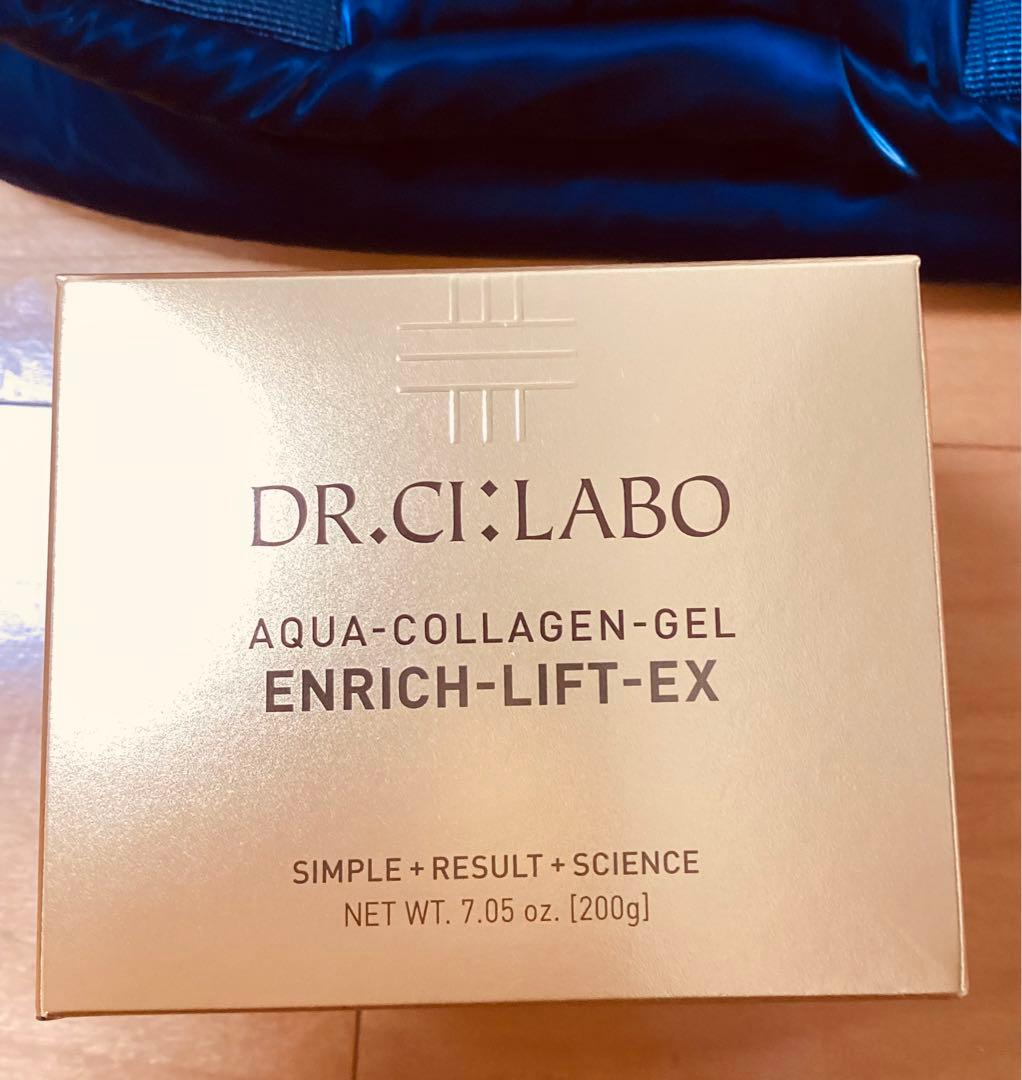 DR.CI:LABO
AQUA-COLLAGEN-GEL
ENRICH-LIFT-EX
SIMPLE+RESULT+SCIENCE
NET WT. 7.05 oz. [200g]